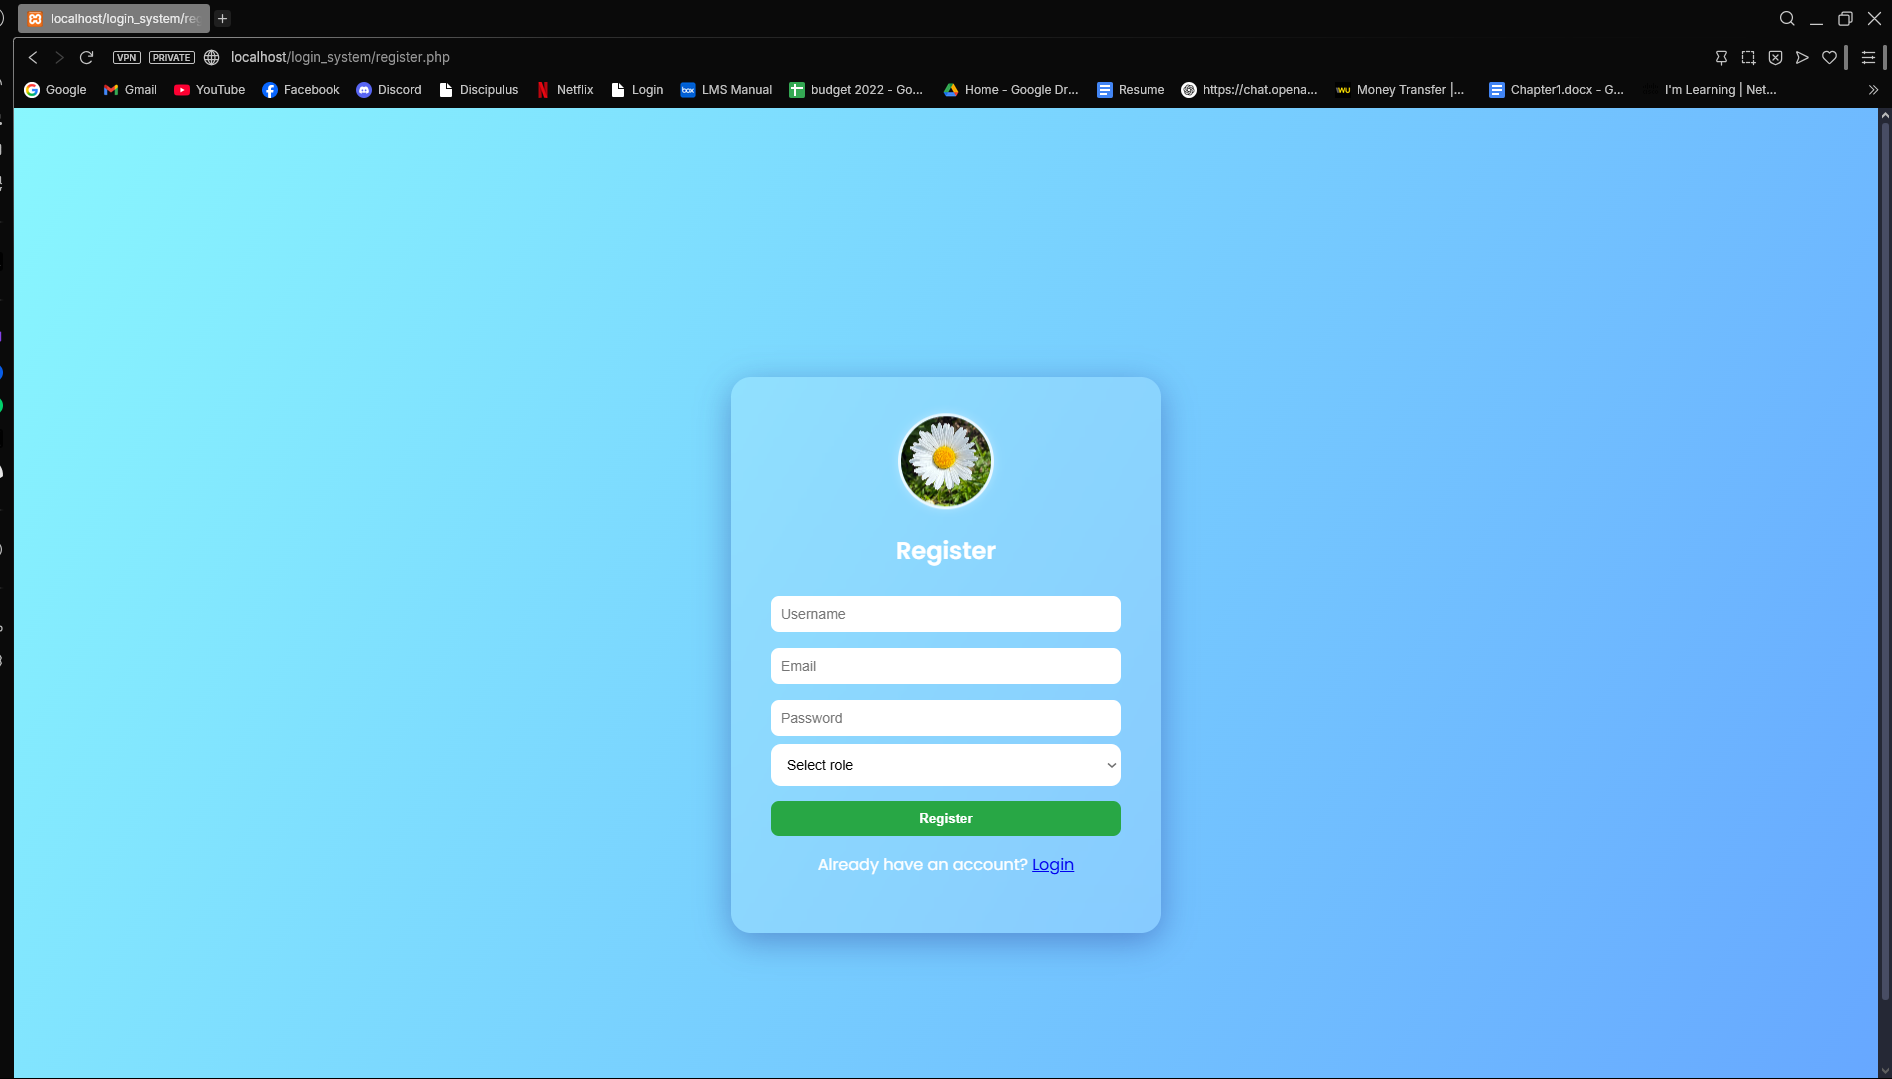 localhost/login_system/re
VPN PRIVATE localhost/login_system/register.php
Google Gmail YouTube Facebook Discord Discipulus Netflix Login box LMS Manual budget 2022 - Go... Home - Google Dr... Resume https://chat.opena... WU Money Transfer |... Chapter1.docx - G... I'm Learning | Net...
Register
Username
Email
Password
Select role
Register
Already have an account? Login